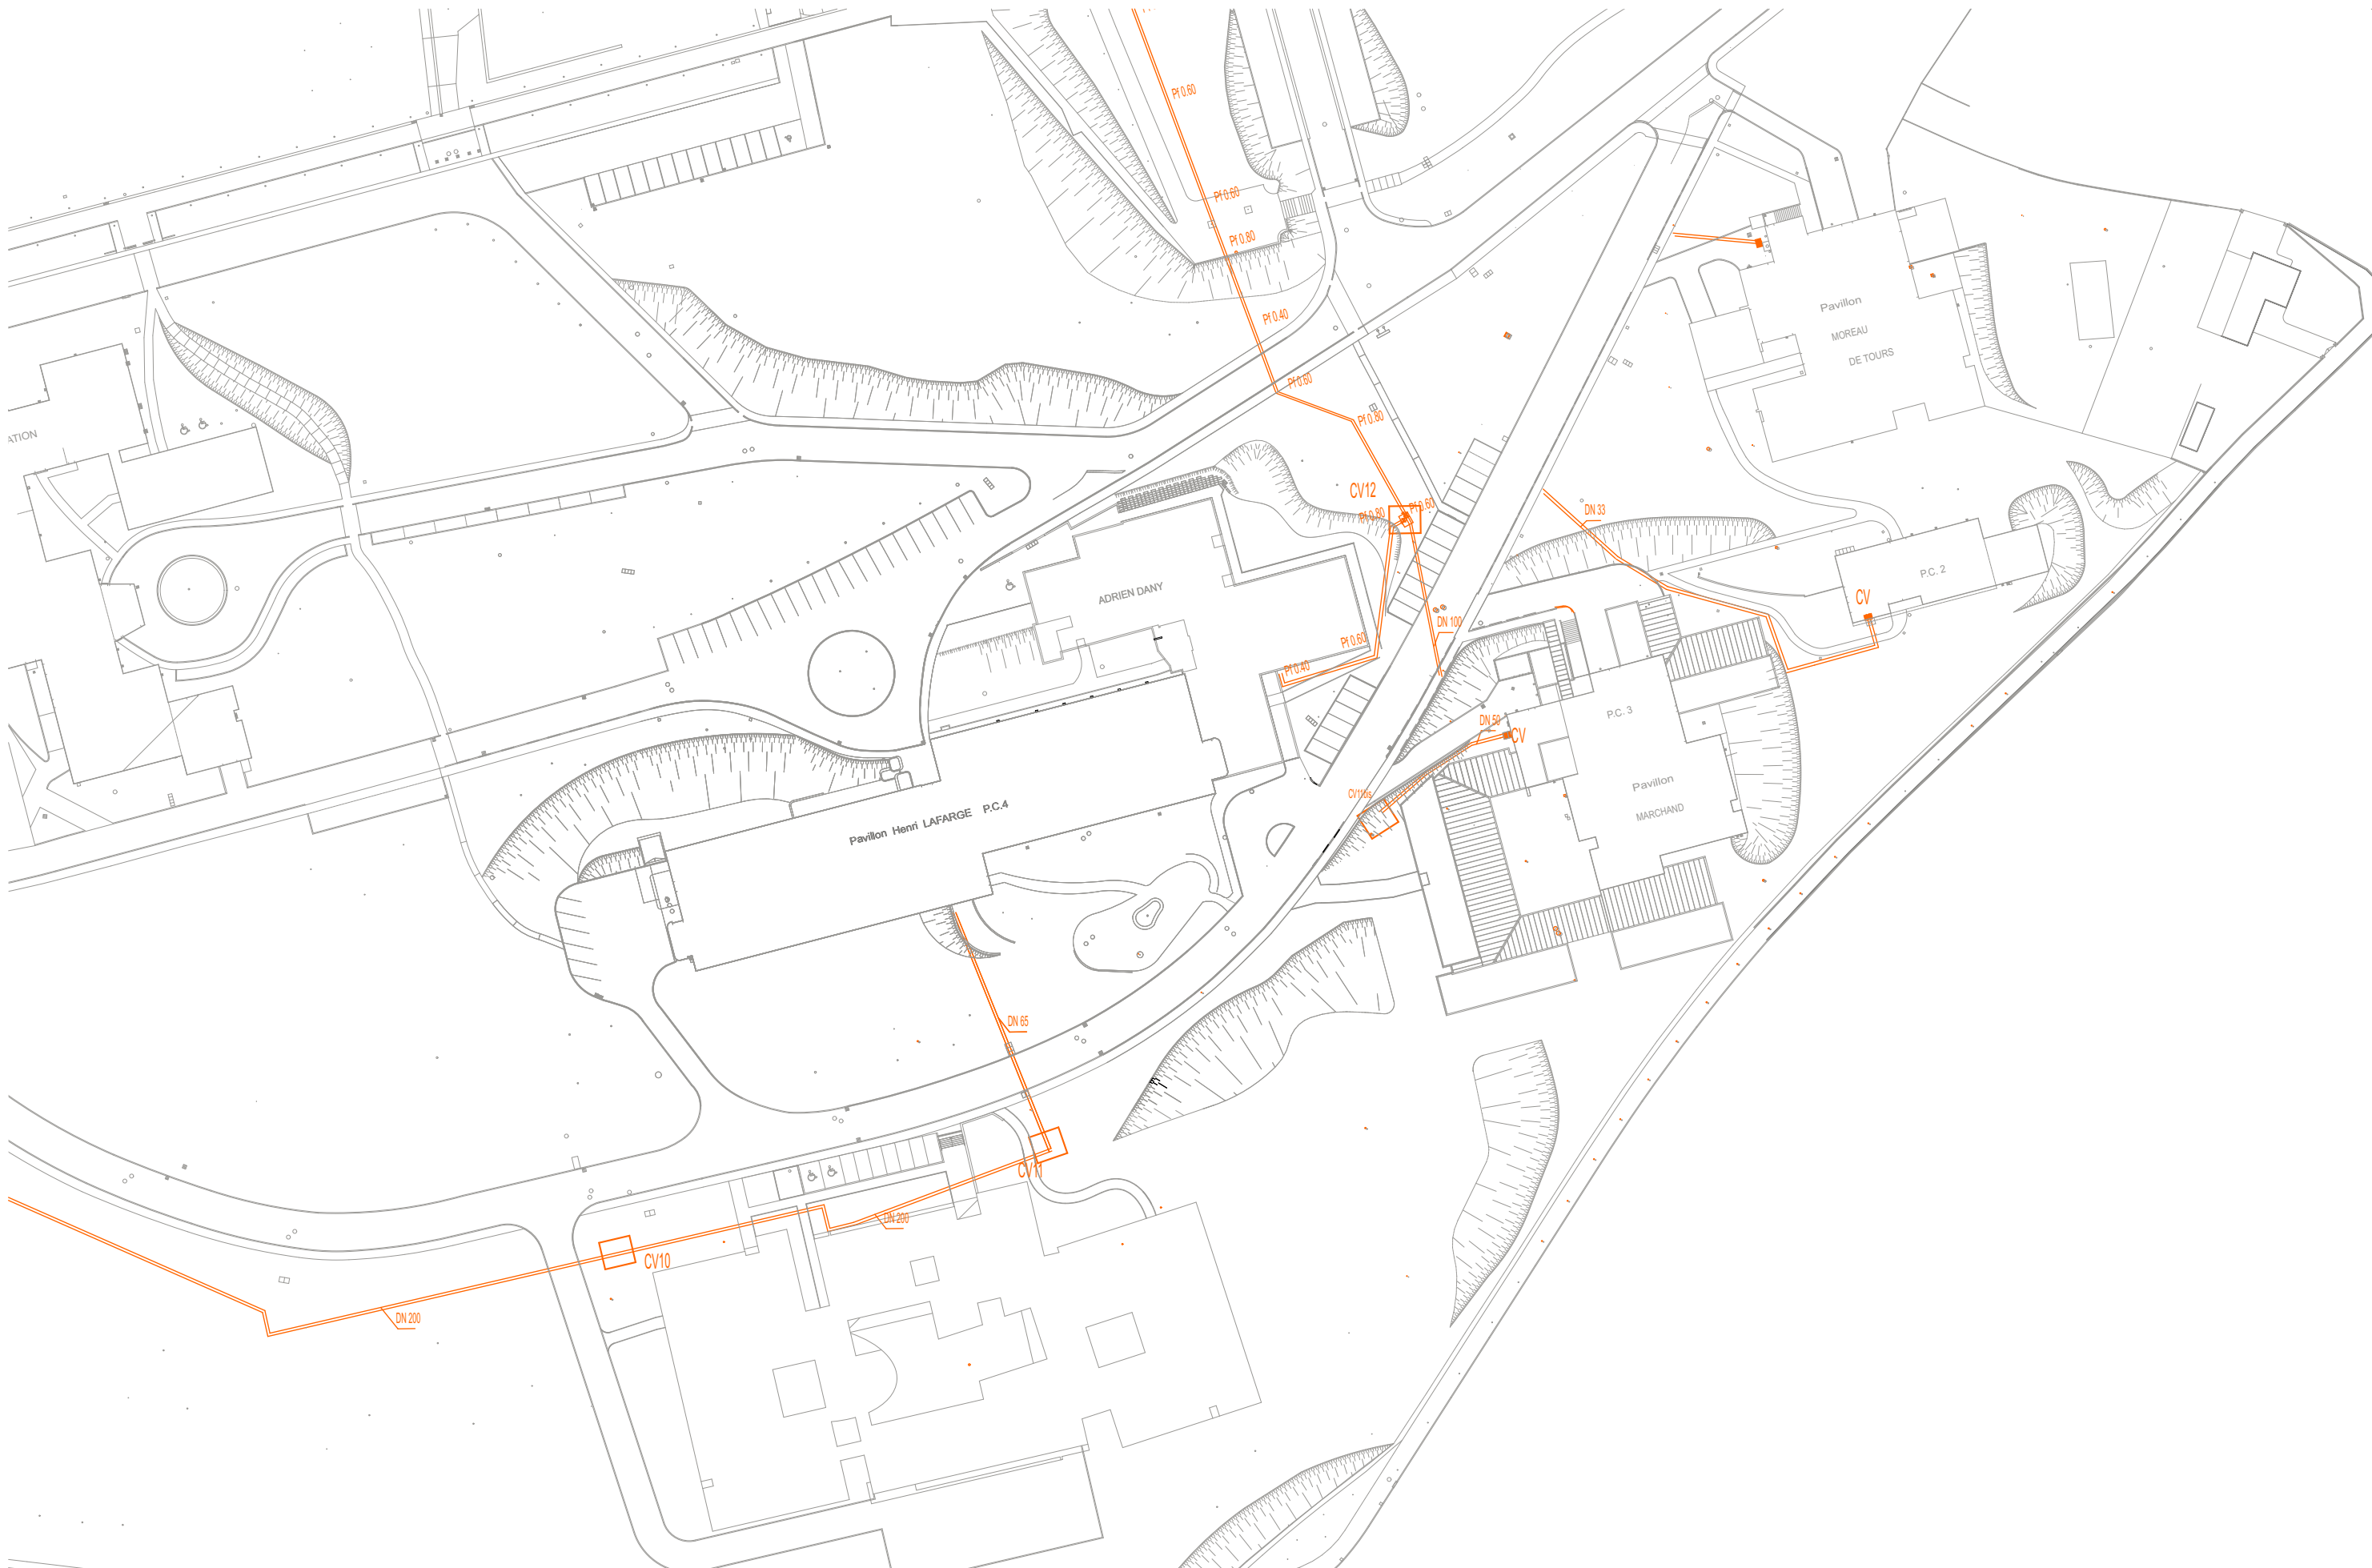 Pf 0.60
Pf 0.60
Pf 0.80
Pf 0.40
Pf 0.60
Pf 0.80
Pavillon
MOREAU
DE TOURS
ATION
CV12
Pf 0.60
Pf 0.80
DN 33
P.C. 2
CV
ADRIEN DANY
DN 100
Pf 0.60
Pf 0.40
P.C. 3
DN 50
CV
Pavillon
MARCHAND
CV11bis
Pavillon Henri LAFARGE P.C.4
DN 65
CV11
DN 200
CV10
DN 200